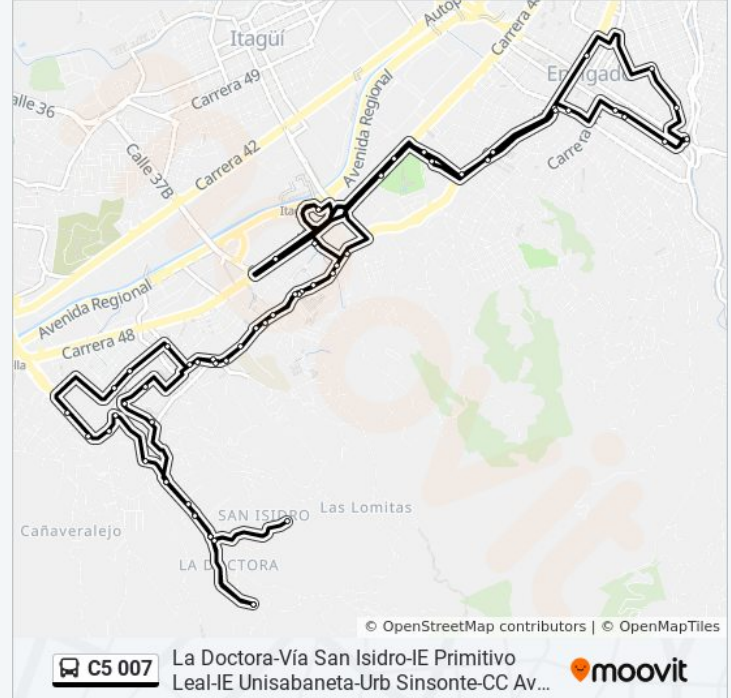 Autop
Carrera 4
Itagüí
Carrera 49
alle 36
Avenida Regional
Carrera 42
Calle 37B
Carrera
Avenida Regional
Carrera 48
lla
SAN ISIDRO
Las Lomitas
Cañaveralejo
LA DOCTORA
© OpenStreetMap contributors | © OpenMapTiles
C5 007
La Doctora-Vía San Isidro-IE Primitivo
Leal-IE Unisabaneta-Urb Sinsonte-CC Av...
moovit